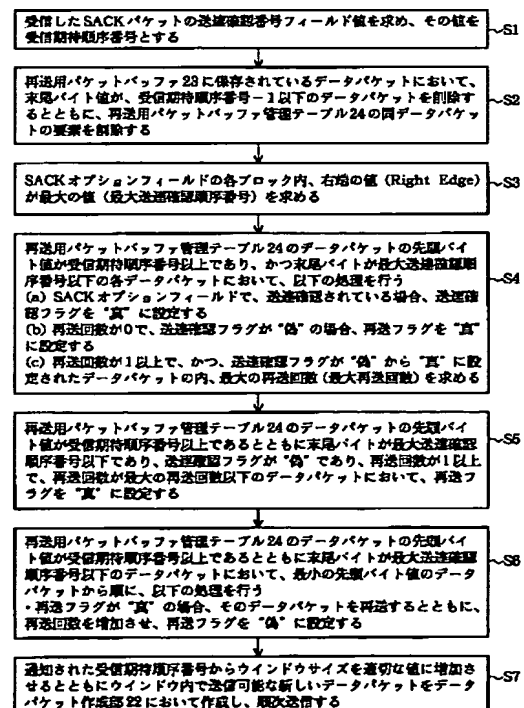 受信したSACKパケットの送達確認番号フィールド値を求め、その値を
受信期待順序番号とする
S1
再送用パケットバッファ23に保存されているデータパケットにおいて、
末尾バイト値が、受信期待順序番号－1以下のデータパケットを削除す
るとともに、再送用パケットバッファ管理テーブル24の同データパケッ
トの要素を削除する
S2
SACKオプションフィールドの各ブロック内、右端の値（Right Edge）
が最大の値（最大送達確認順序番号）を求める
S3
再送用パケットバッファ管理テーブル24のデータパケットの先頭バイ
ト値が受信期待順序番号以上であり、かつ末尾バイトが最大送達確認順
序番号以下の各データパケットにおいて、以下の処理を行う
(a) SACKオプションフィールドで、送達確認されている場合、送達確
認フラグを“真”に設定する
(b) 再送回数が0で、送達確認フラグが“偽”の場合、再送フラグを“真”
に設定する
(c) 再送回数が1以上で、かつ、送達確認フラグが“偽”から“真”に設
定されたデータパケットの内、最大の再送回数（最大再送回数）を求める
S4
再送用パケットバッファ管理テーブル24のデータパケットの先頭バイ
ト値が受信期待順序番号以上であるとともに末尾バイトが最大送達確認
順序番号以下であり、送達確認フラグが“偽”であり、再送回数が1以上
で、再送回数が最大の再送回数以下のデータパケットにおいて、再送フ
ラグを“真”に設定する
S5
再送用パケットバッファ管理テーブル24のデータパケットの先頭バイ
ト値が受信期待順序番号以上であるとともに末尾バイトが最大送達確認
順序番号以下のデータパケットにおいて、最小の先頭バイト値のデータ
パケットから順に、以下の処理を行う
・再送フラグが“真”の場合、そのデータパケットを再送するとともに、
再送回数を増加させ、再送フラグを“偽”に設定する
S6
通知された受信期待順序番号からウインドウサイズを適切な値に増加さ
せるとともにウインドウ内で送信可能な新しいデータパケットをデータ
パケット作成部22において作成し、順次送信する
S7